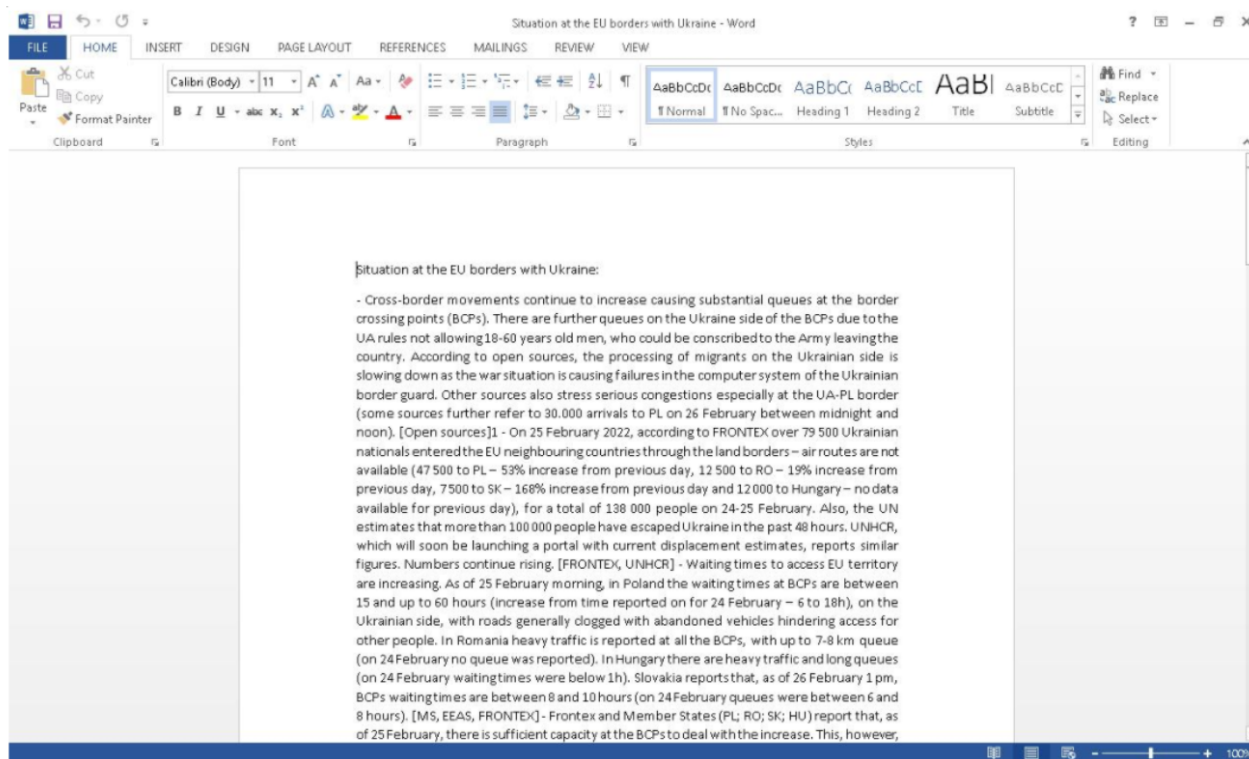 Situation at the EU borders with Ukraine - Word
FILE HOME INSERT DESIGN PAGE LAYOUT REFERENCES MAILINGS REVIEW VIEW
Paste
Cut
Copy
Format Painter
Clipboard
Calibri (Body) 11
Font
Paragraph
AaBbCcDc AaBbCcDc AaBbCc AaBbCcE AaBl AaBbCcE
¶ Normal ¶ No Spac... Heading 1 Heading 2 Title Subtitle
Styles
Find
Replace
Select
Editing
Situation at the EU borders with Ukraine:
- Cross-border movements continue to increase causing substantial queues at the border
crossing points (BCPs). There are further queues on the Ukraine side of the BCPs due to the
UA rules not allowing 18-60 years old men, who could be conscribed to the Army leaving the
country. According to open sources, the processing of migrants on the Ukrainian side is
slowing down as the war situation is causing failures in the computer system of the Ukrainian
border guard. Other sources also stress serious congestions especially at the UA-PL border
(some sources further refer to 30.000 arrivals to PL on 26 February between midnight and
noon). [Open sources]1 - On 25 February 2022, according to FRONTEX over 79 500 Ukrainian
nationals entered the EU neighbouring countries through the land borders – air routes are not
available (47 500 to PL – 53% increase from previous day, 12 500 to RO – 19% increase from
previous day, 7500 to SK – 168% increase from previous day and 12 000 to Hungary – no data
available for previous day), for a total of 138 000 people on 24-25 February. Also, the UN
estimates that more than 100 000 people have escaped Ukraine in the past 48 hours. UNHCR,
which will soon be launching a portal with current displacement estimates, reports similar
figures. Numbers continue rising. [FRONTEX, UNHCR] - Waiting times to access EU territory
are increasing. As of 25 February morning, in Poland the waiting times at BCPs are between
15 and up to 60 hours (increase from time reported on for 24 February – 6 to 18h), on the
Ukrainian side, with roads generally clogged with abandoned vehicles hindering access for
other people. In Romania heavy traffic is reported at all the BCPs, with up to 7-8 km queue
(on 24 February no queue was reported). In Hungary there are heavy traffic and long queues
(on 24 February waiting times were below 1h). Slovakia reports that, as of 26 February 1 pm,
BCPs waiting times are between 8 and 10 hours (on 24 February queues were between 6 and
8 hours). [MS, EEAS, FRONTEX] - Frontex and Member States (PL; RO; SK; HU) report that, as
of 25 February, there is sufficient capacity at the BCPs to deal with the increase. This, however,
100%